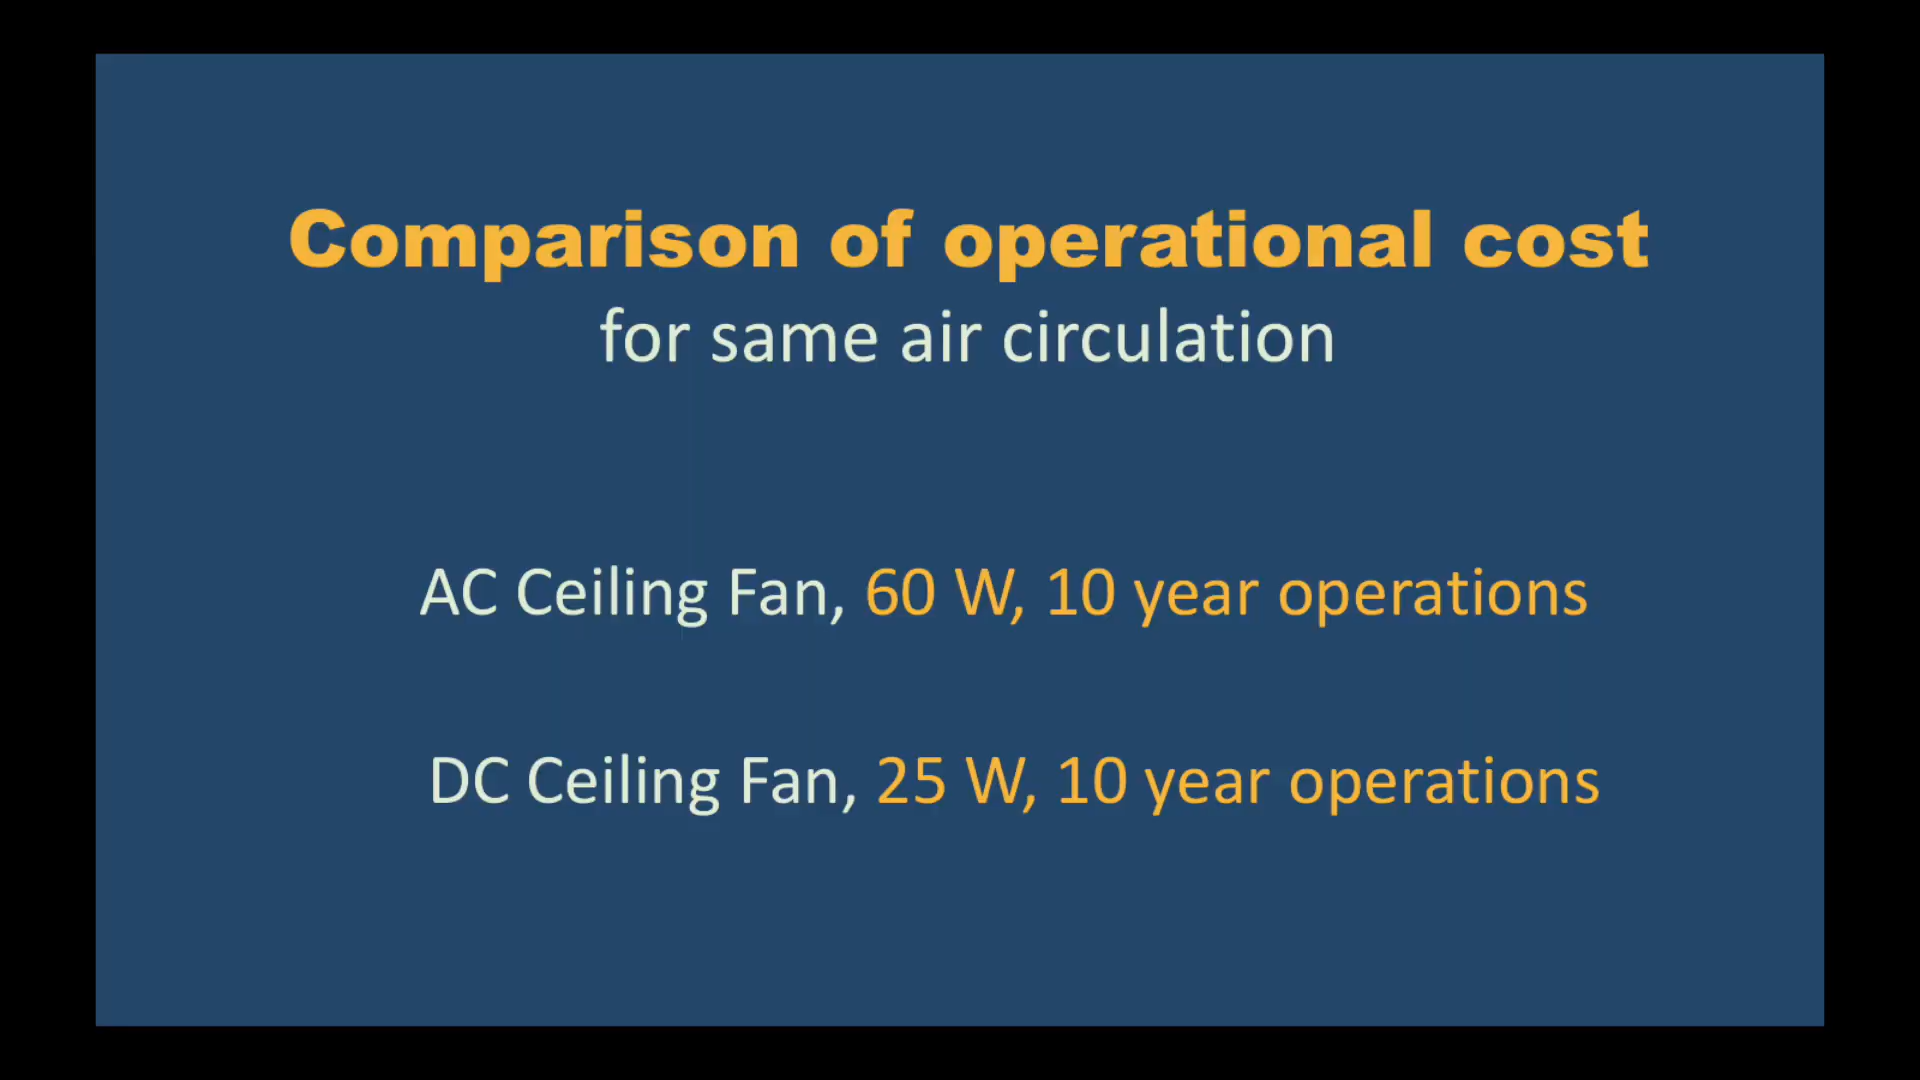 Comparison of operational cost
for same air circulation
AC Ceiling Fan, 60 W, 10 year operations
DC Ceiling Fan, 25 W, 10 year operations